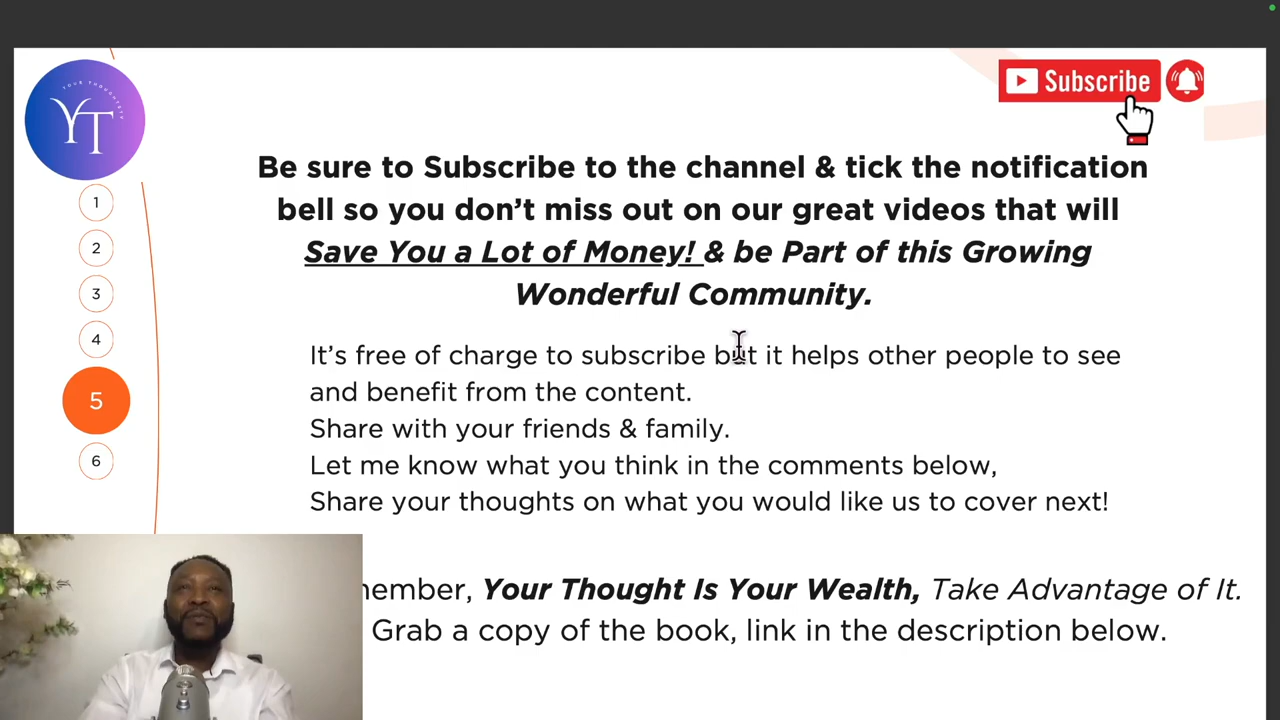 YT
Subscribe
Be sure to Subscribe to the channel & tick the notification
bell so you don't miss out on our great videos that will
Save You a Lot of Money! & be Part of this Growing
Wonderful Community.
1
2
3
4
5
6
It's free of charge to subscribe but it helps other people to see
and benefit from the content.
Share with your friends & family.
Let me know what you think in the comments below,
Share your thoughts on what you would like us to cover next!
member, Your Thought Is Your Wealth, Take Advantage of It.
Grab a copy of the book, link in the description below.